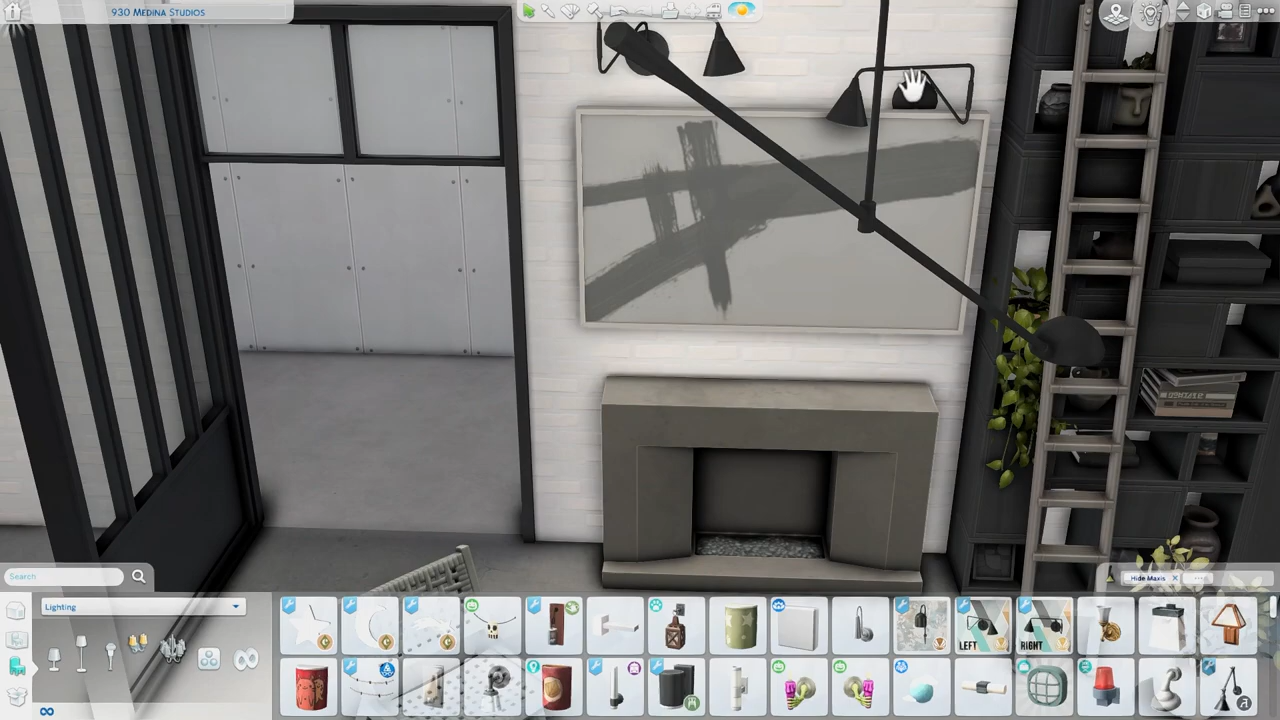 930 Medina Studios
Search
Hide Maxis X
Lighting
LEFT
RIGHT